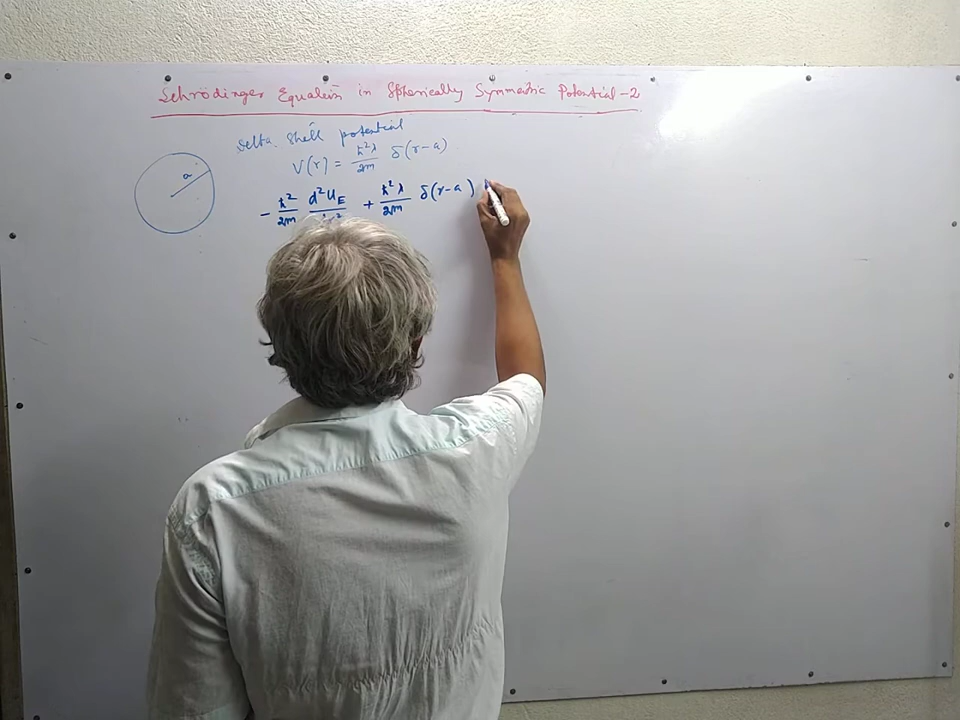 Schrödinger Equation in Spherically Symmetric Potential - 2
Delta Shell potential
V(r) = ħ²λ/2m δ(r-a)
a
- ħ²/2m d²U_E + ħ²λ/2m δ(r-a)